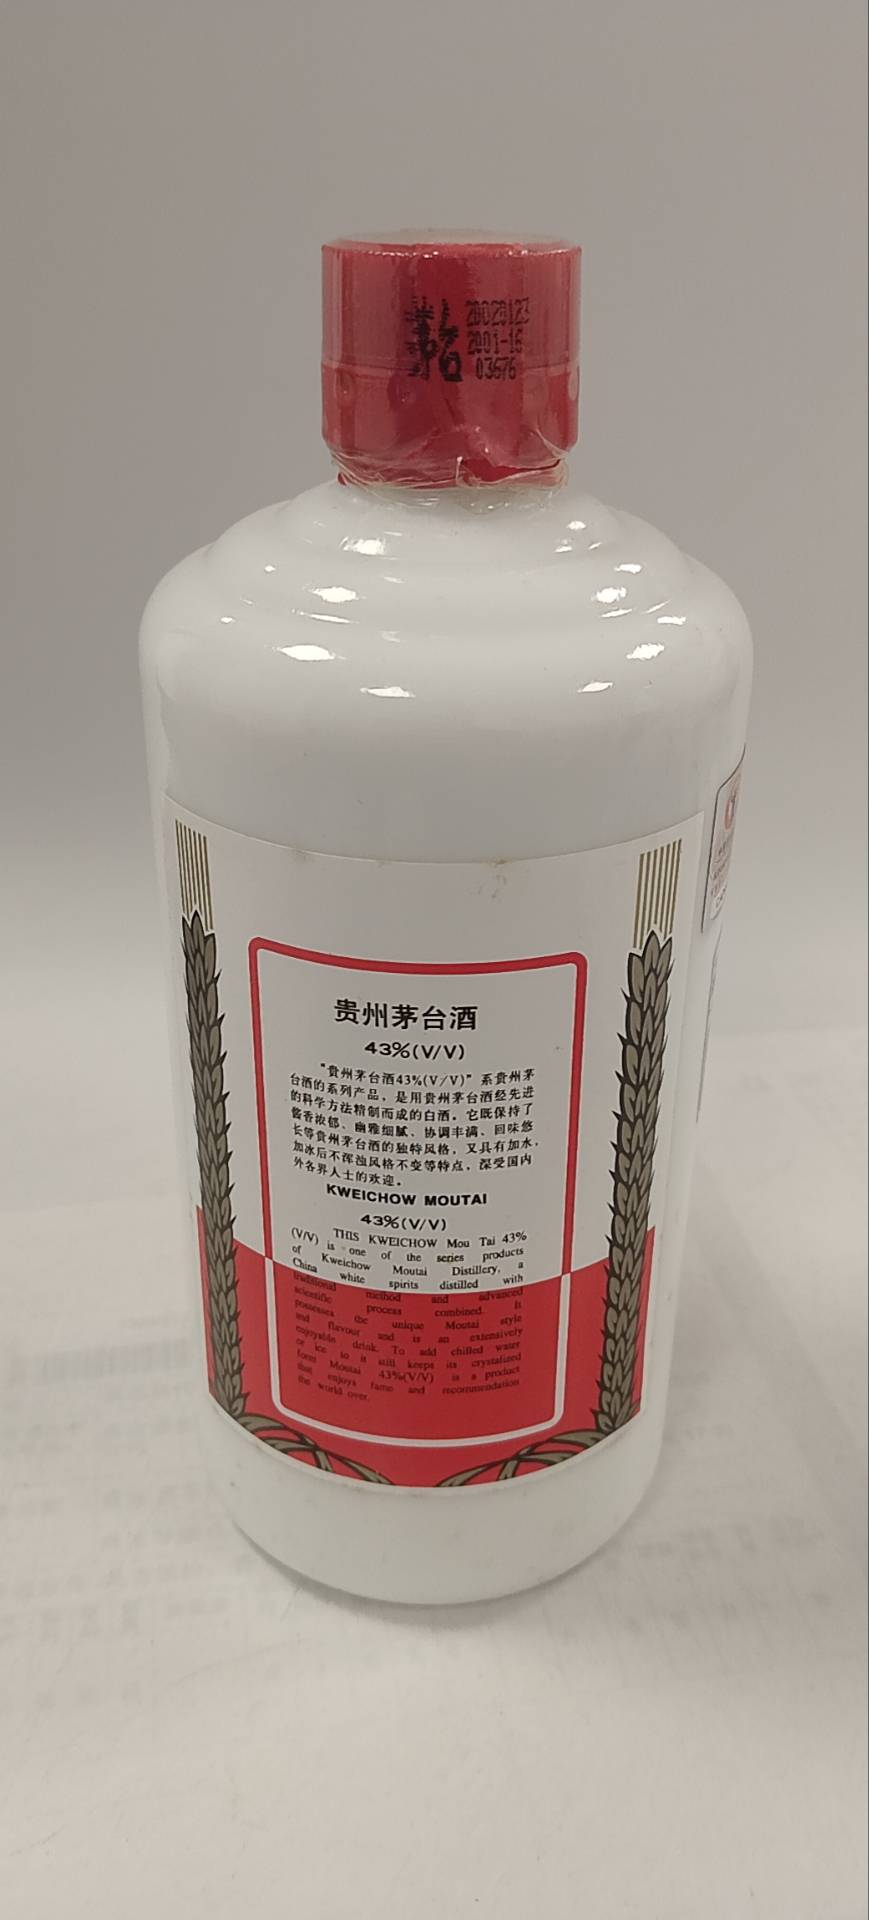 茅台
20020123
2001-16
03676
贵州茅台酒
43%(V/V)
"贵州茅台酒43%(V/V)"系贵州茅
台酒的系列产品，是用贵州茅台酒经先进
的科学方法精制而成的白酒。它既保持了
酱香浓郁、幽雅细腻、协调丰满、回味悠
长等贵州茅台酒的独特风格，又具有加水，
加冰后不浑浊风格不变等特点，深受国内
外各界人士的欢迎。
KWEICHOW MOUTAI
43%(V/V)
THIS KWEICHOW Mou Tai 43%
(V/V) is one of the series products
of Kweichow Moutai Distillery, a
China white spirits distilled with
traditional method and advanced
scientific process combined. It
possesses the unique Moutai style
and flavour and is an extensively
enjoyable drink. To add chilled water
or ice to it still keeps its crystalized
form Moutai 43%(V/V) is a product
that enjoys fame and recommendation
the world over.